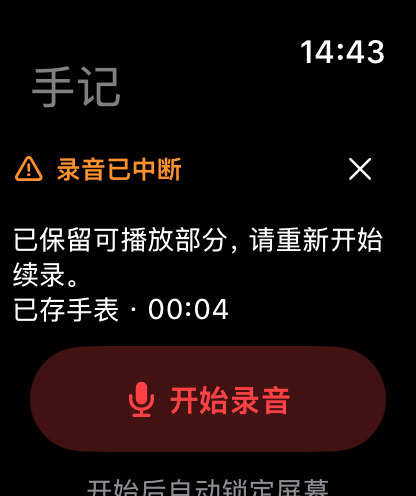 14:43
手记
录音已中断
已保留可播放部分，请重新开始
续录。
已存手表 · 00:04
开始录音
开始后自动锁定屏幕